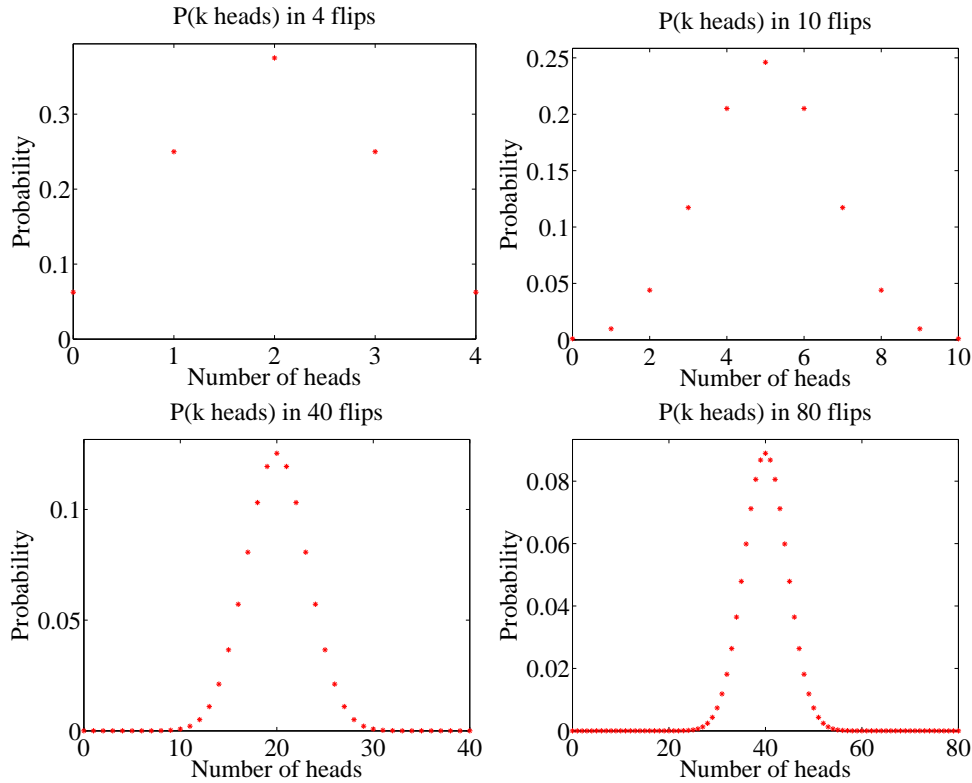 P(k heads) in 4 flips
Probability
0.3
0.2
0.1
0
0 1 2 3 4
Number of heads
P(k heads) in 10 flips
Probability
0.25
0.2
0.15
0.1
0.05
0
0 2 4 6 8 10
Number of heads
P(k heads) in 40 flips
Probability
0.1
0.05
0
0 10 20 30 40
Number of heads
P(k heads) in 80 flips
Probability
0.08
0.06
0.04
0.02
0
0 20 40 60 80
Number of heads